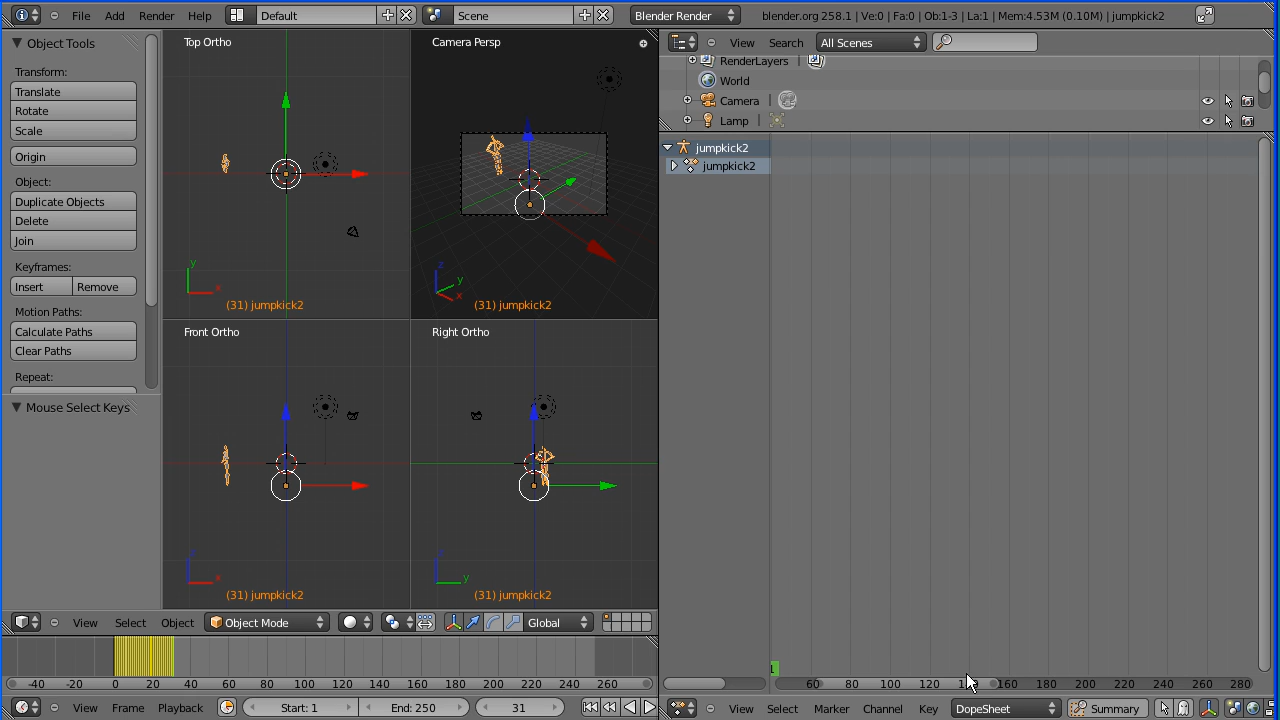 File Add Render Help Default Scene Blender Render blender.org 258.1 | Ve:0 | Fa:0 | Ob:1-3 | La:1 | Mem:4.53M (0.10M) | jumpkick2
Object Tools
Transform:
Translate
Rotate
Scale
Origin
Object:
Duplicate Objects
Delete
Join
Keyframes:
Insert Remove
Motion Paths:
Calculate Paths
Clear Paths
Repeat:
Mouse Select Keys
Top Ortho
y
x
(31) jumpkick2
Camera Persp
z
y
x
(31) jumpkick2
Front Ortho
z
x
(31) jumpkick2
Right Ortho
z
y
(31) jumpkick2
View Select Object Object Mode Global
-40 -20 0 20 40 60 80 100 120 140 160 180 200 220 240 260
View Frame Playback Start: 1 End: 250 31
View Search All Scenes
RenderLayers
World
Camera
Lamp
jumpkick2
jumpkick2
60 80 100 120 160 180 200 220 240 260 280
View Select Marker Channel Key DopeSheet Summary